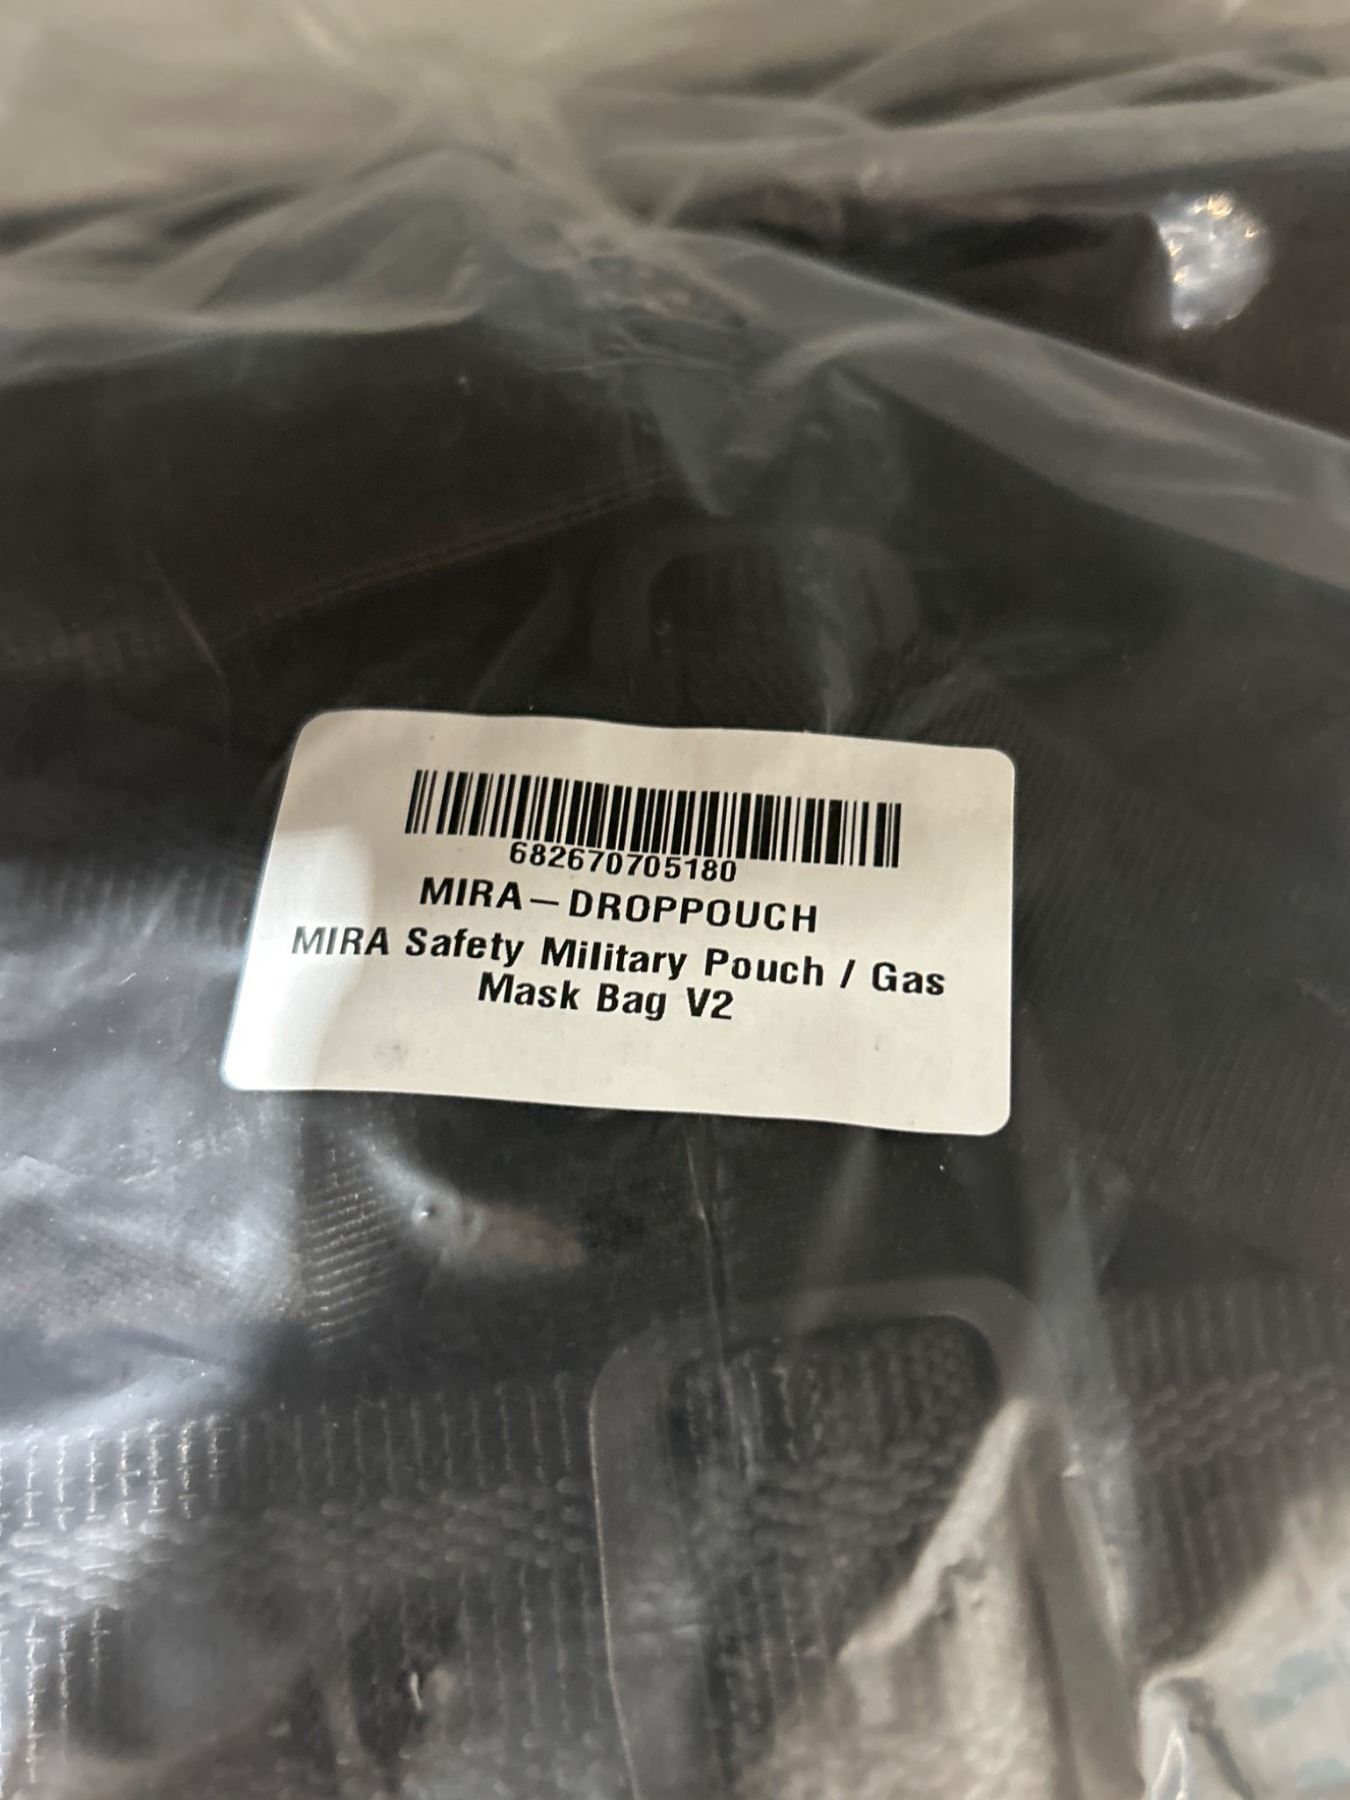 682670705180
MIRA-DROPPOUCH
MIRA Safety Military Pouch / Gas
Mask Bag V2